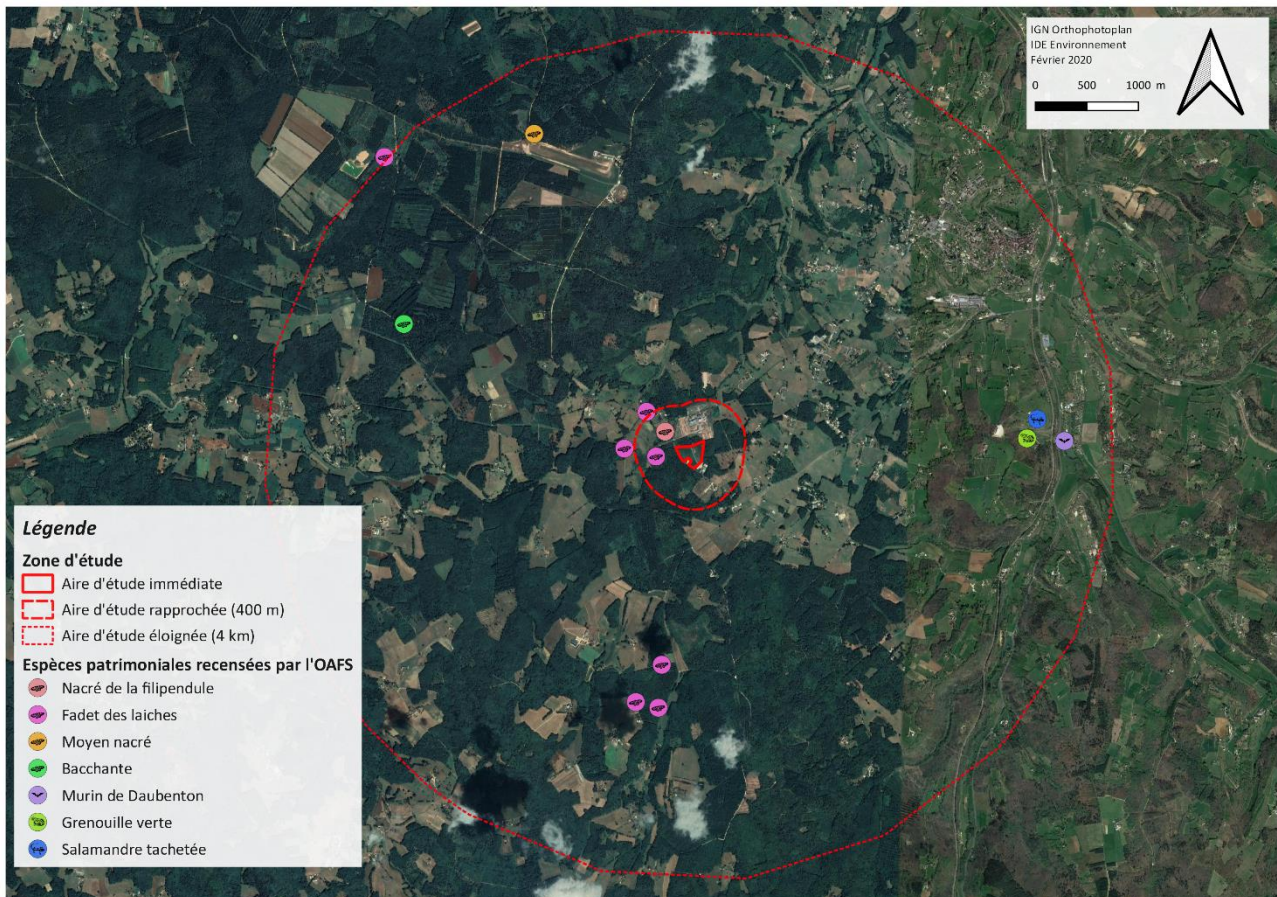 IGN Orthophotoplan
IDE Environnement
Février 2020
0 500 1000 m
Légende
Zone d'étude
Aire d'étude immédiate
Aire d'étude rapprochée (400 m)
Aire d'étude éloignée (4 km)
Espèces patrimoniales recensées par l'OAFS
Nacré de la filipendule
Fadet des laiches
Moyen nacré
Bacchante
Murin de Daubenton
Grenouille verte
Salamandre tachetée